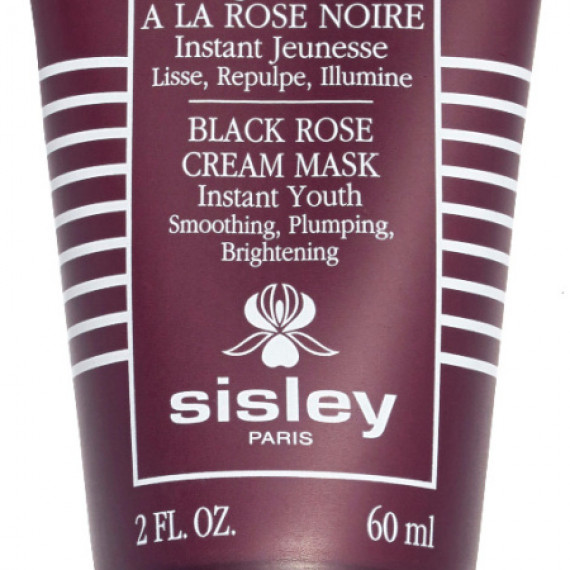 A LA ROSE NOIRE
Instant Jeunesse
Lisse, Repulpe, Illumine
BLACK ROSE
CREAM MASK
Instant Youth
Smoothing, Plumping,
Brightening
sisley
PARIS
2 FL. OZ. 60 ml